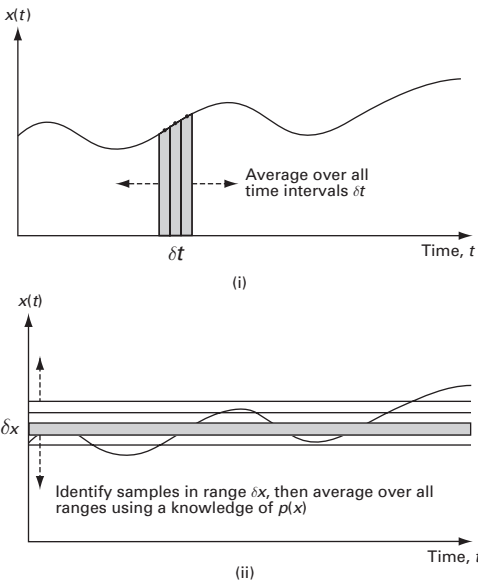 x(t)
Average over all
time intervals δt
δt
Time, t
(i)
x(t)
δx
Identify samples in range δx, then average over all
ranges using a knowledge of p(x)
Time, t
(ii)